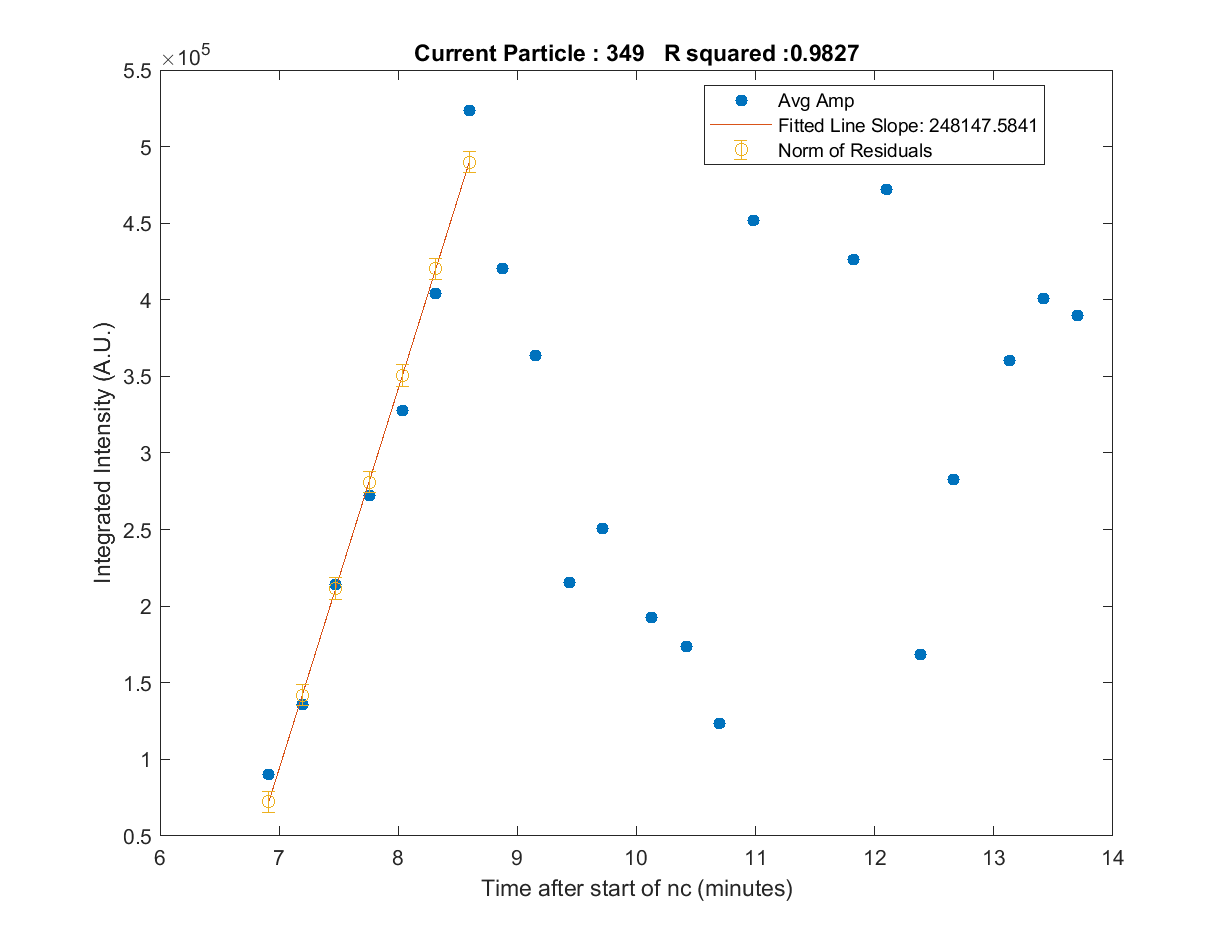 Current Particle : 349   R squared :0.9827
×10^5
5.5
5
4.5
4
3.5
3
2.5
2
1.5
1
0.5
Integrated Intensity (A.U.)
Avg Amp
Fitted Line Slope: 248147.5841
Norm of Residuals
6 7 8 9 10 11 12 13 14
Time after start of nc (minutes)